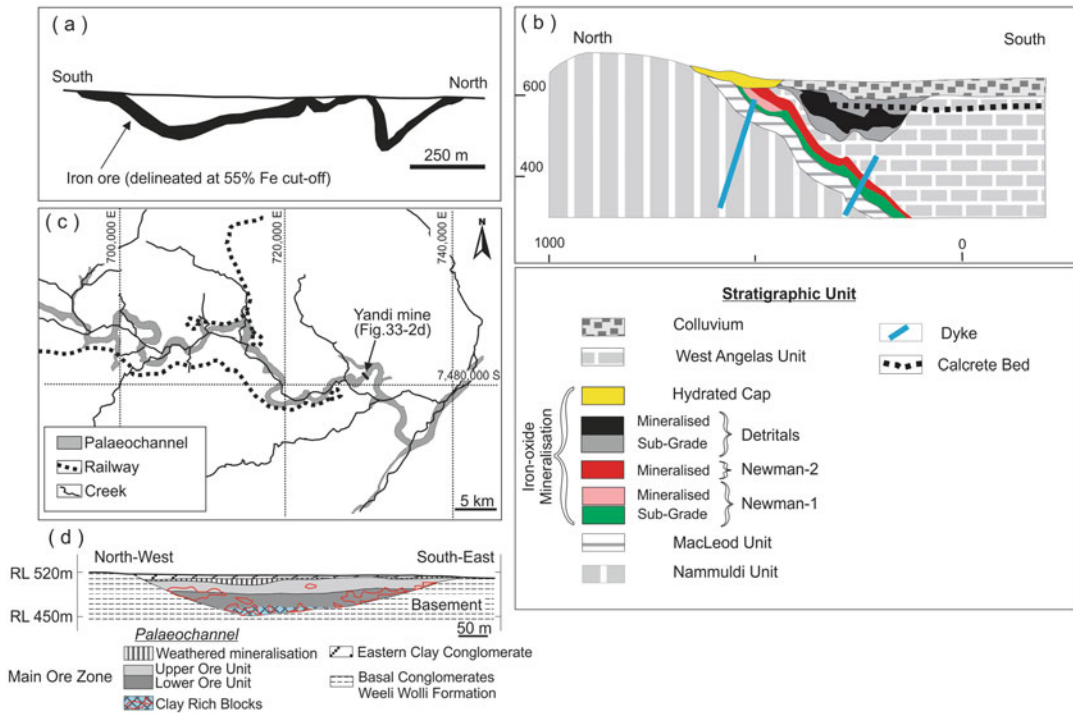 ( a )
South
North
Iron ore (delineated at 55% Fe cut-off)
250 m
( b )
North
South
600
400
1000
0
( c )
700,000 E
720,000 E
740,000 E
N
Yandi mine
(Fig.33-2d)
7,480,000 S
Palaeochannel
Railway
Creek
5 km
Stratigraphic Unit
Colluvium
West Angelas Unit
Dyke
Calcrete Bed
Iron-oxide
Mineralisation
Hydrated Cap
Mineralised
Sub-Grade
Detritals
Mineralised
Newman-2
Mineralised
Sub-Grade
Newman-1
MacLeod Unit
Nammuldi Unit
( d )
North-West
South-East
RL 520m
RL 450m
Basement
50 m
Palaeochannel
Weathered mineralisation
Main Ore Zone
Upper Ore Unit
Lower Ore Unit
Clay Rich Blocks
Eastern Clay Conglomerate
Basal Conglomerates
Weeli Wolli Formation